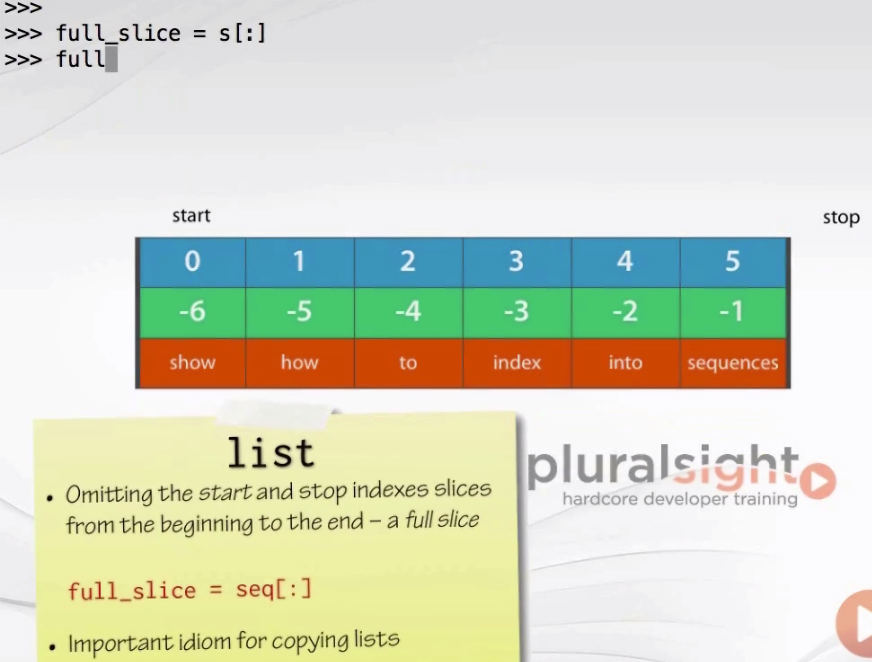 >>>
>>> full_slice = s[:]
>>> full
start stop
0 1 2 3 4 5
-6 -5 -4 -3 -2 -1
show how to index into sequences
list
• Omitting the start and stop indexes slices
from the beginning to the end – a full slice
full_slice = seq[:]
• Important idiom for copying lists
pluralsight
hardcore developer training